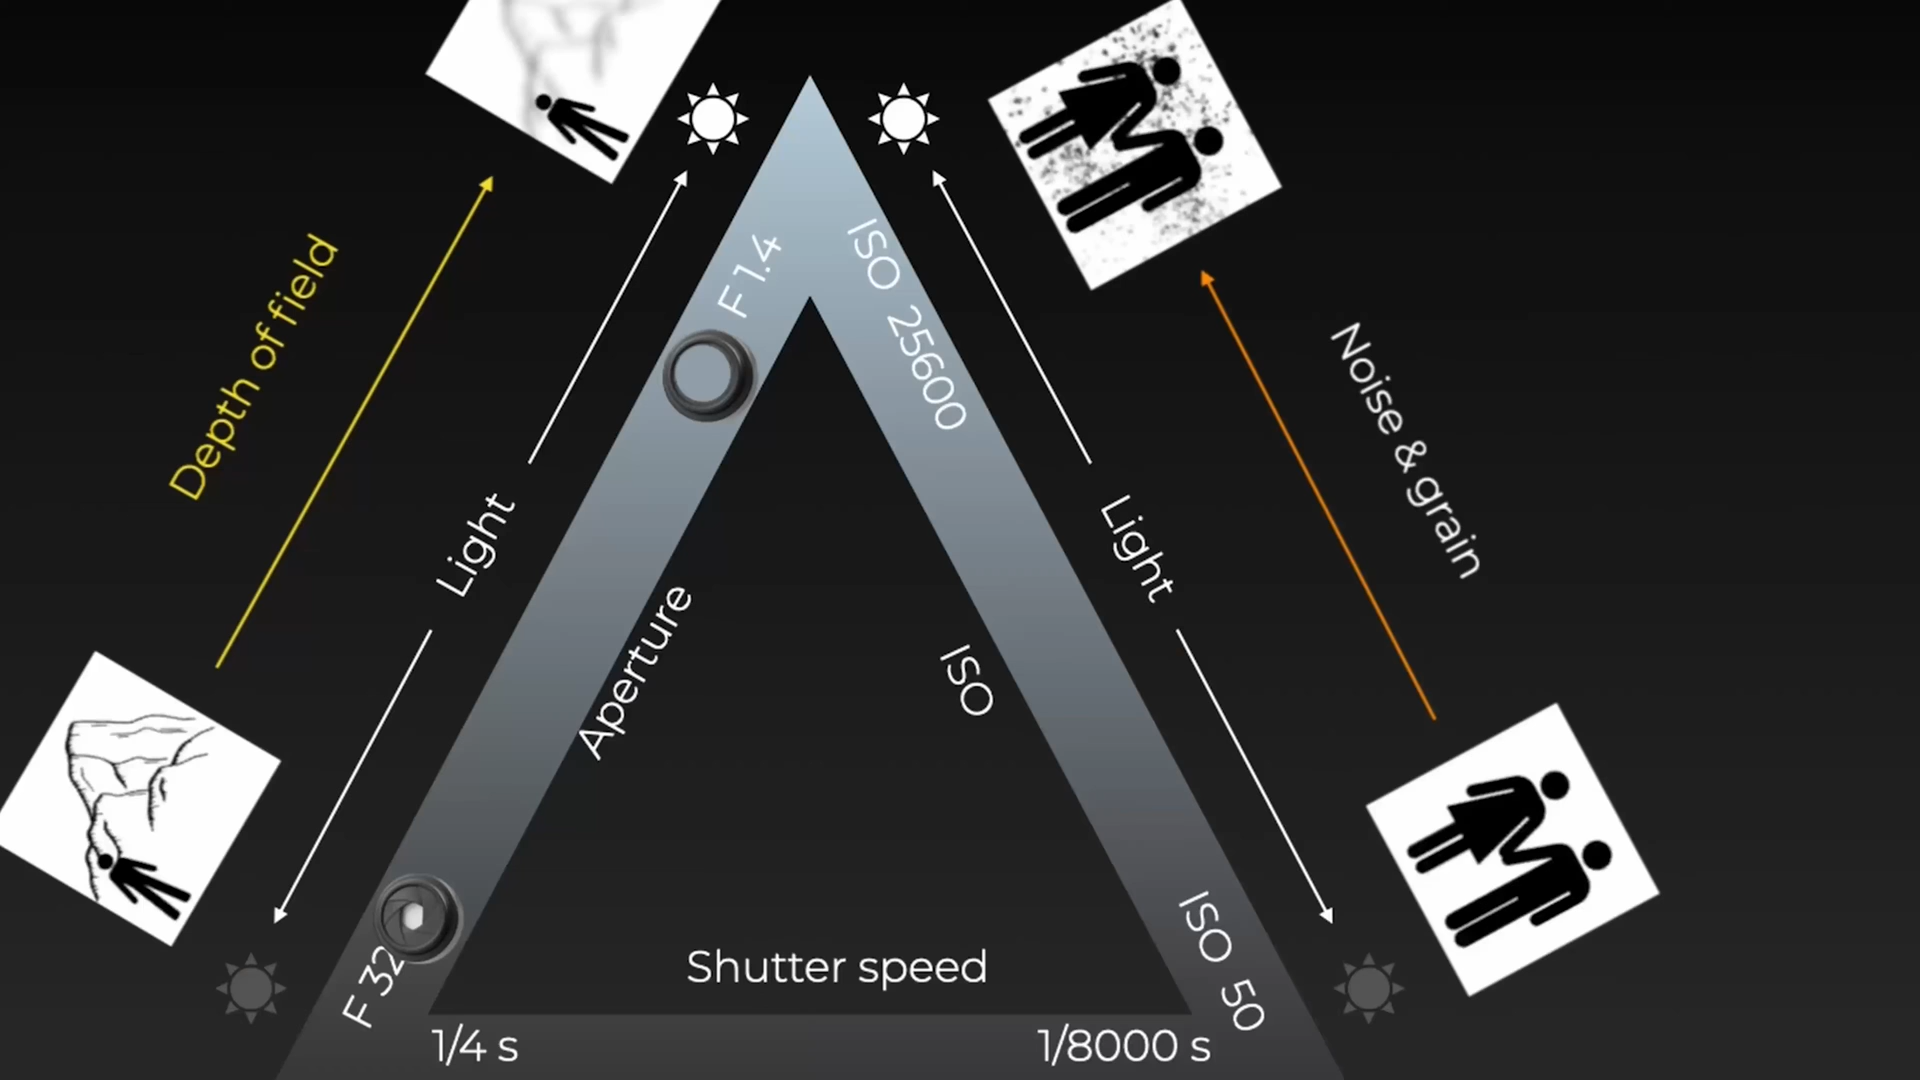 Depth of field
Light
F 1.4
Aperture
F 32
ISO 25600
ISO
Light
Noise & grain
ISO 50
Shutter speed
1/4 s
1/8000 s